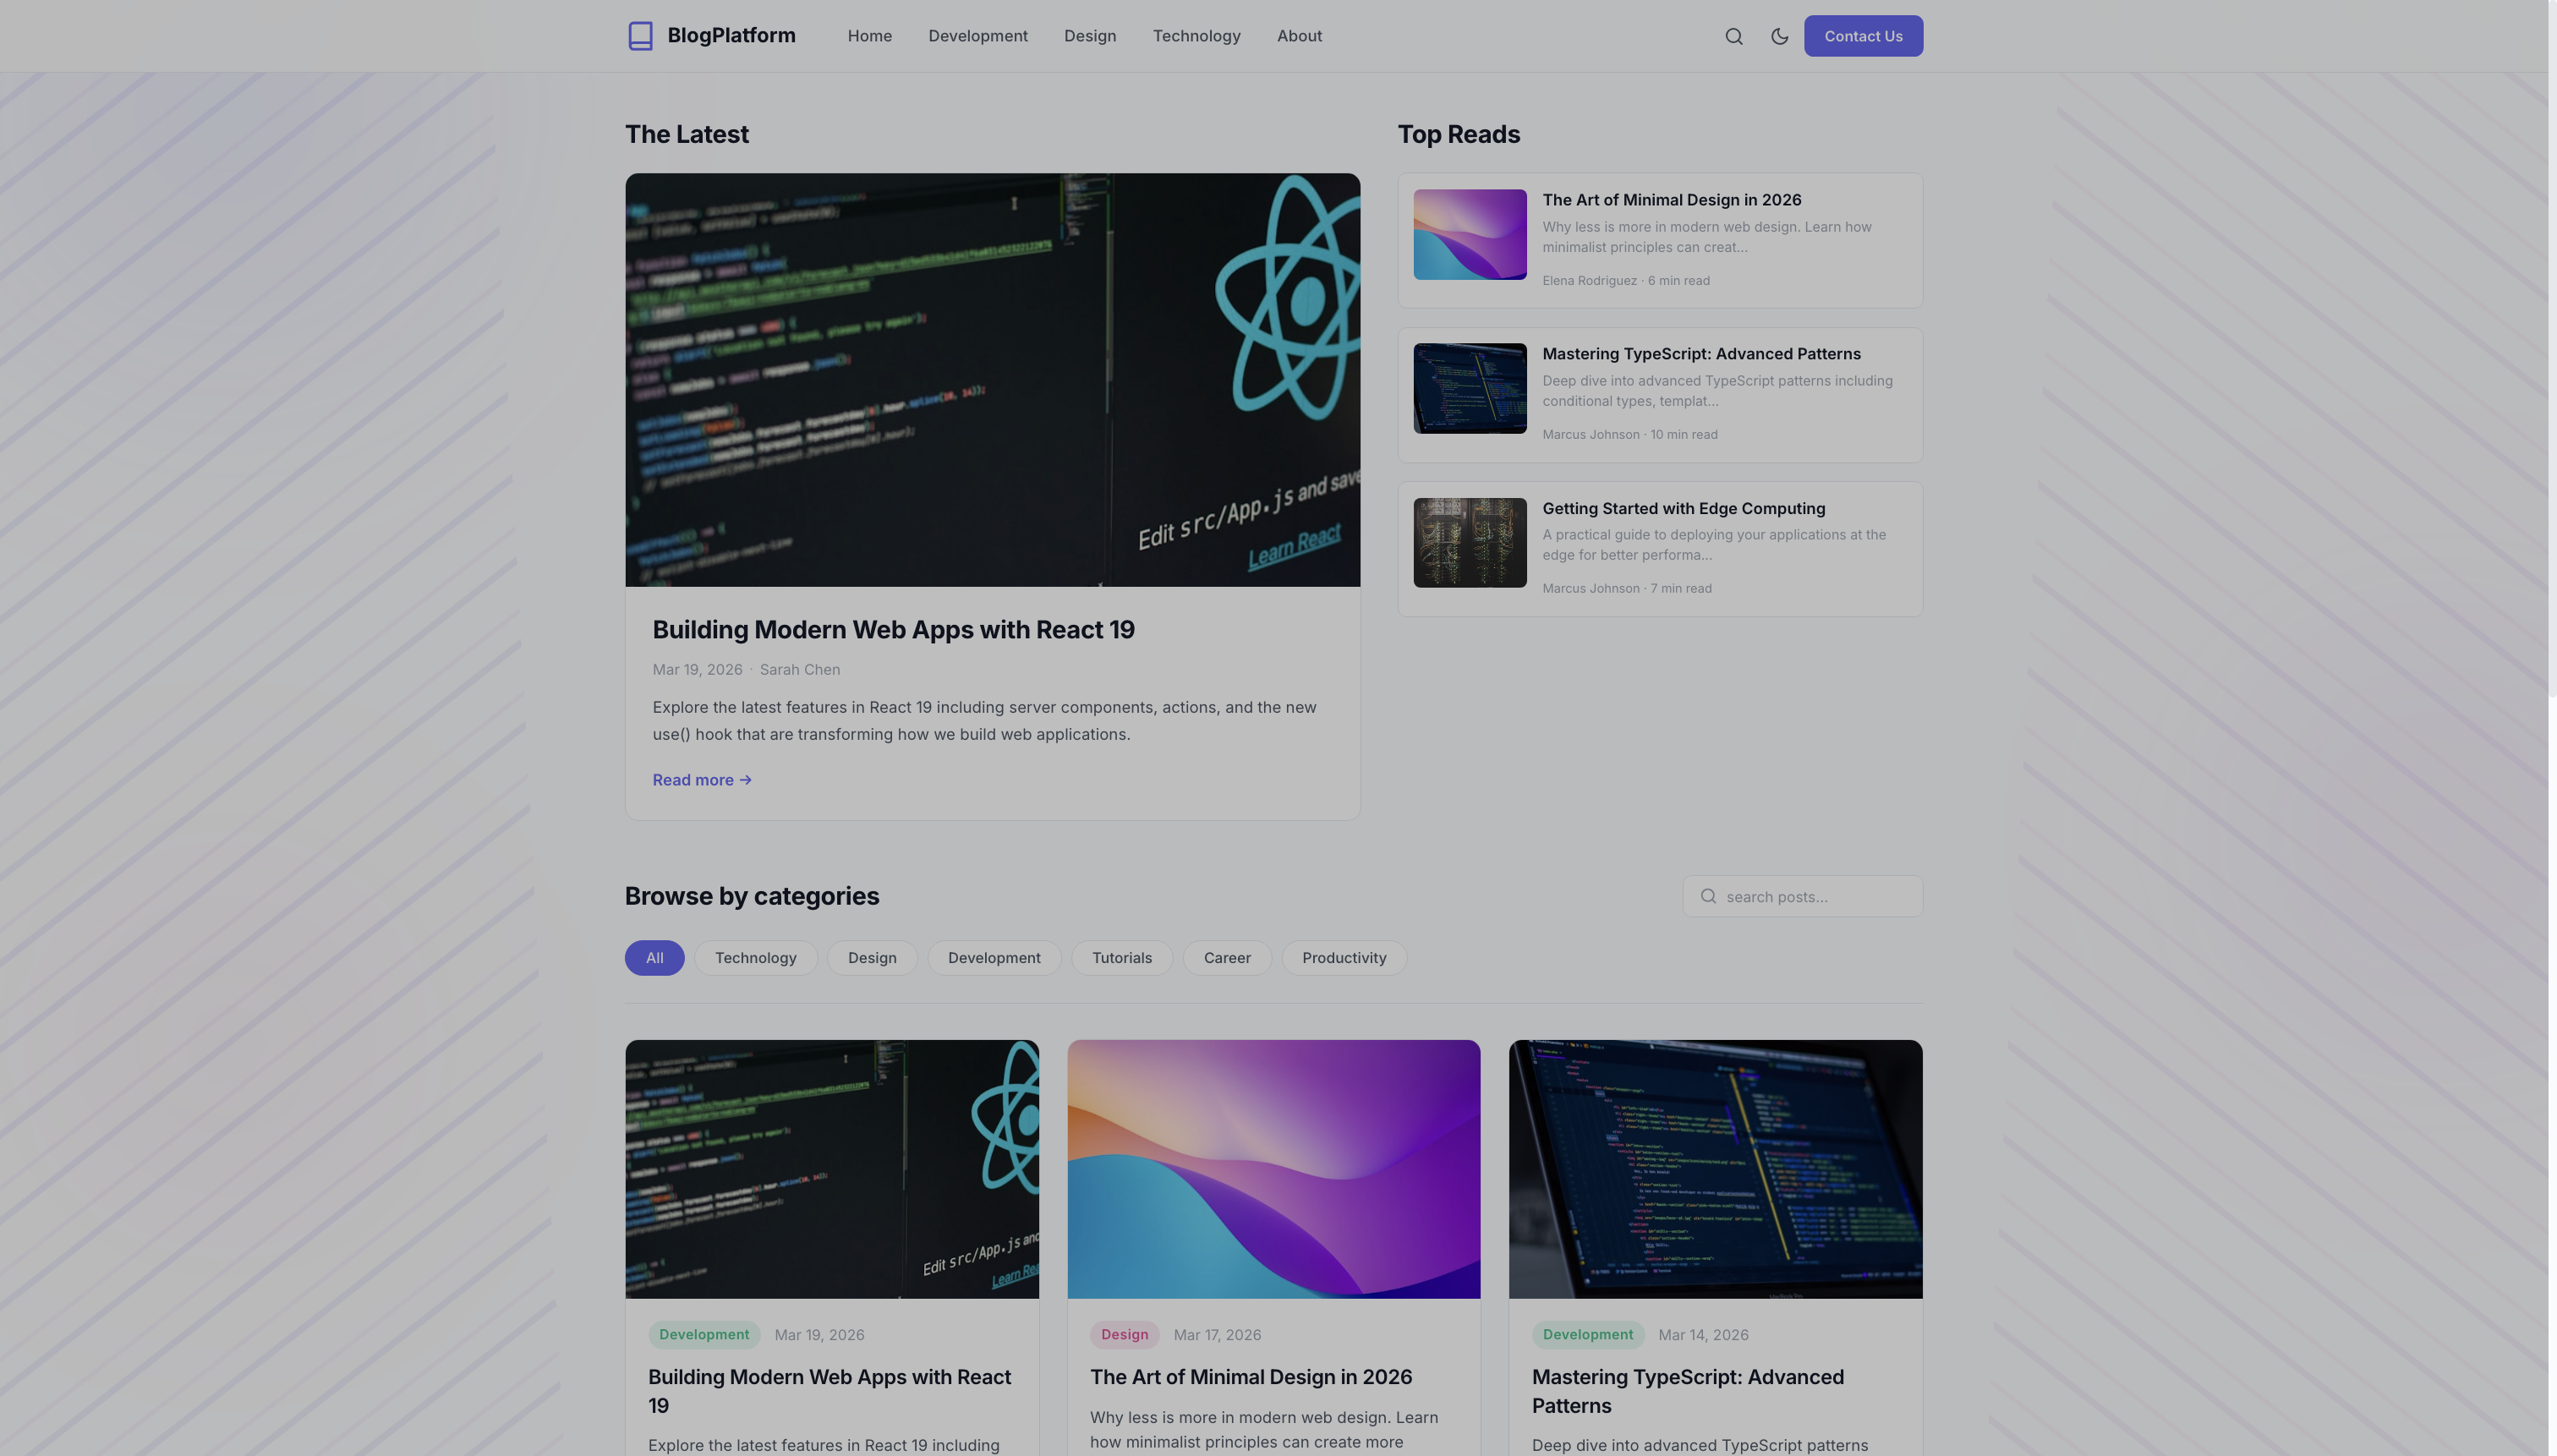 BlogPlatform
Home
Development
Design
Technology
About
Contact Us
The Latest
Edit src/App.js and save
Learn React
Building Modern Web Apps with React 19
Mar 19, 2026 · Sarah Chen
Explore the latest features in React 19 including server components, actions, and the new
use() hook that are transforming how we build web applications.
Read more →
Top Reads
The Art of Minimal Design in 2026
Why less is more in modern web design. Learn how
minimalist principles can creat...
Elena Rodriguez · 6 min read
Mastering TypeScript: Advanced Patterns
Deep dive into advanced TypeScript patterns including
conditional types, templat...
Marcus Johnson · 10 min read
Getting Started with Edge Computing
A practical guide to deploying your applications at the
edge for better performa...
Marcus Johnson · 7 min read
Browse by categories
search posts...
All
Technology
Design
Development
Tutorials
Career
Productivity
Edit src/App.js and
Learn Rea
Development
Mar 19, 2026
Building Modern Web Apps with React
19
Explore the latest features in React 19 including
Design
Mar 17, 2026
The Art of Minimal Design in 2026
Why less is more in modern web design. Learn
how minimalist principles can create more
Development
Mar 14, 2026
Mastering TypeScript: Advanced
Patterns
Deep dive into advanced TypeScript patterns